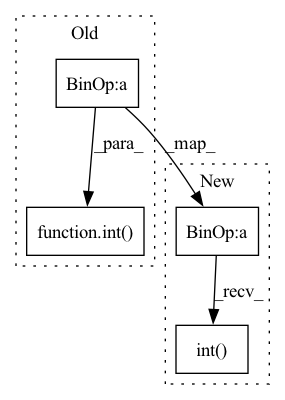 Old
BinOp:a
_para_
_map_
New
function.int()
BinOp:a
_recv_
int()